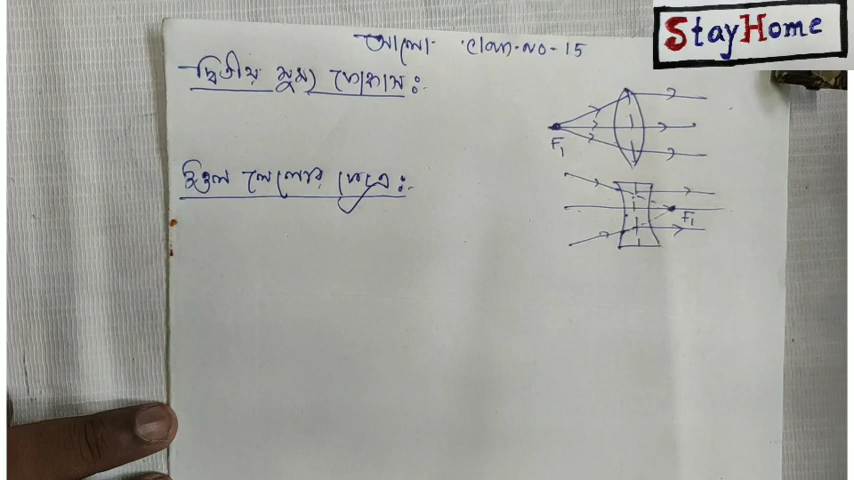 আলো Class-NO-15
StayHome
দ্বিতীয় মুখ্য ফোকাস :-
উত্তল লেন্সের ক্ষেত্রে :-
F₁
F₁